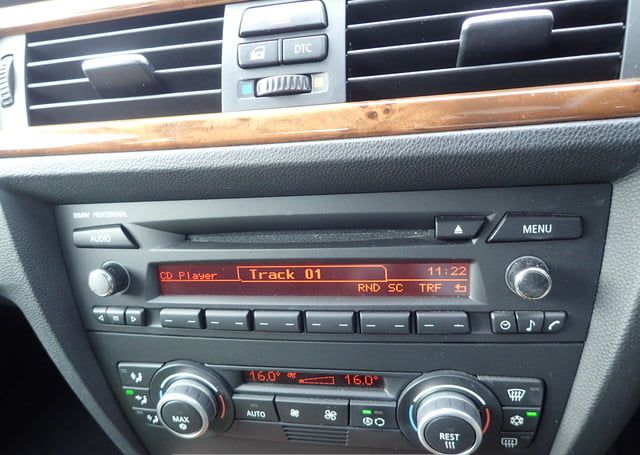 DTC
BMW PROFESSIONAL
AUDIO
MENU
CD Player
Track 01
11:22
RND SC TRF
16.0° 16.0°
MAX
AUTO
REST